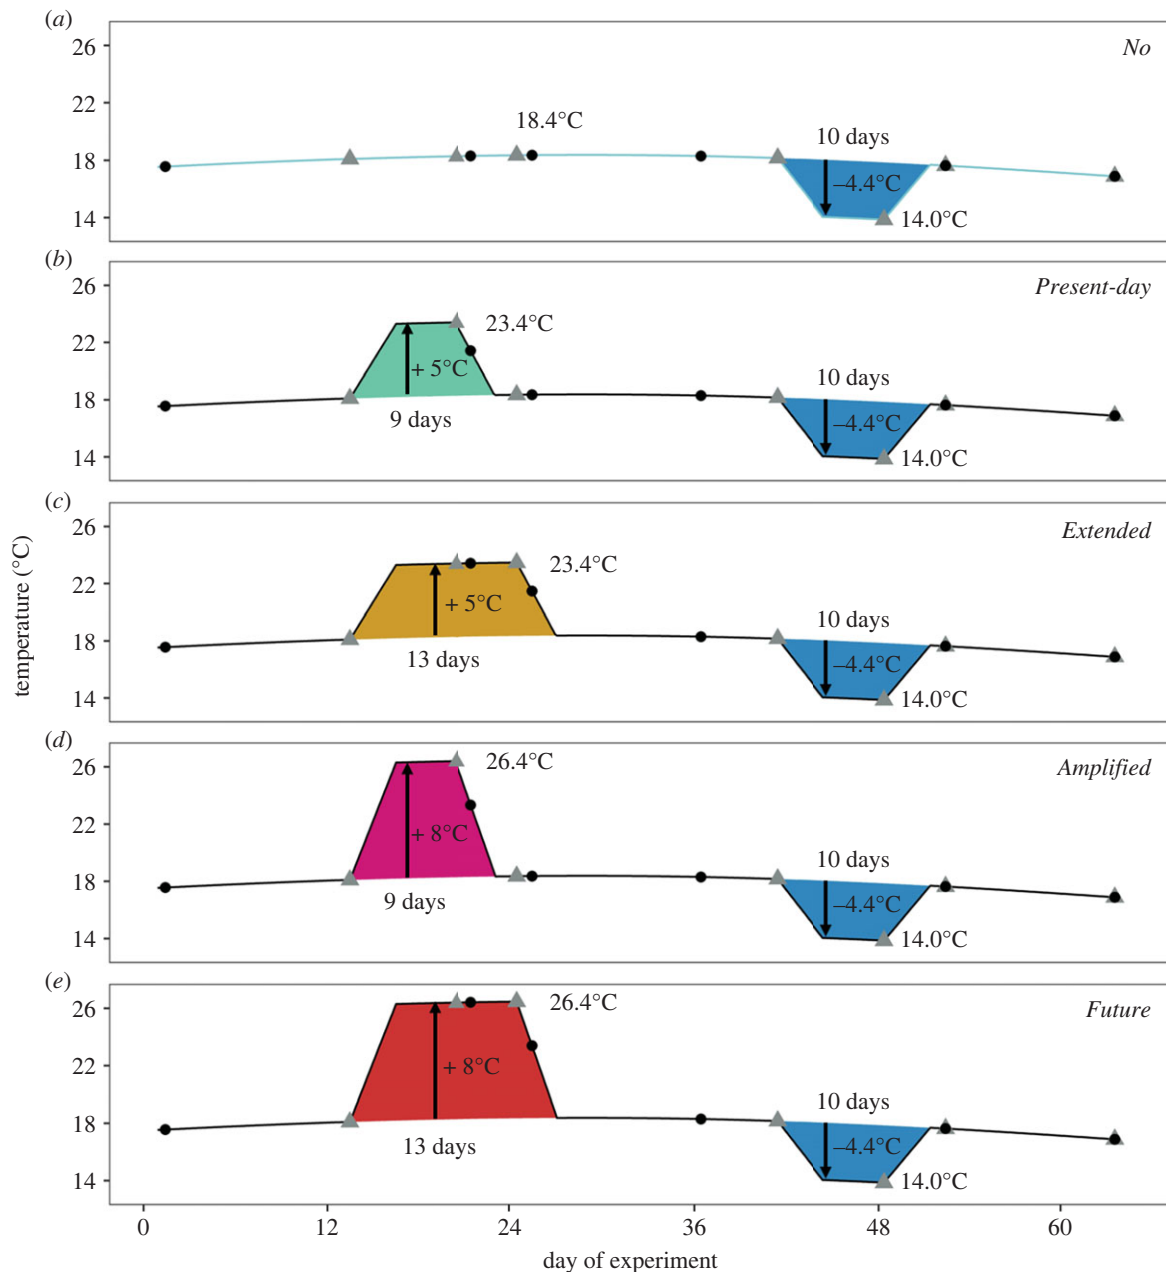 (a)
No
26
22
18
14
18.4°C
10 days
–4.4°C
14.0°C
(b)
Present-day
26
22
18
14
23.4°C
+ 5°C
9 days
10 days
–4.4°C
14.0°C
(c)
Extended
26
22
18
14
23.4°C
+ 5°C
13 days
10 days
–4.4°C
14.0°C
temperature (°C)
(d)
Amplified
26
22
18
14
26.4°C
+ 8°C
9 days
10 days
–4.4°C
14.0°C
(e)
Future
26
22
18
14
26.4°C
+ 8°C
13 days
10 days
–4.4°C
14.0°C
0 12 24 36 48 60
day of experiment